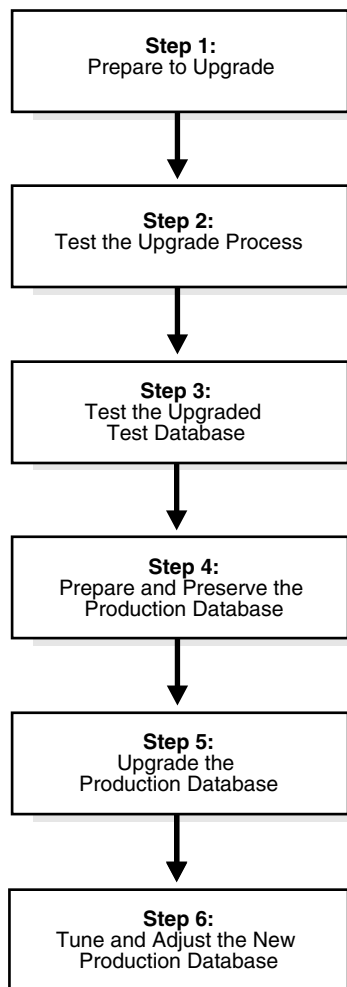 Step 1:
Prepare to Upgrade
Step 2:
Test the Upgrade Process
Step 3:
Test the Upgraded
Test Database
Step 4:
Prepare and Preserve the
Production Database
Step 5:
Upgrade the
Production Database
Step 6:
Tune and Adjust the New
Production Database